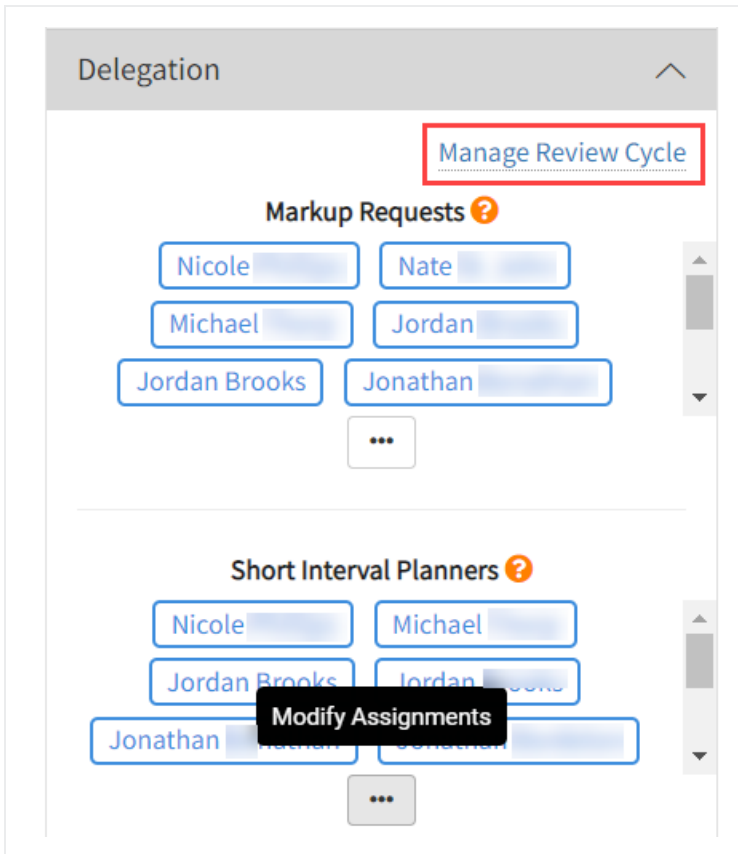 Delegation
Manage Review Cycle
Markup Requests ?
Nicole Nate
Michael Jordan
Jordan Brooks Jonathan
•••
Short Interval Planners ?
Nicole Michael
Jordan Brooks Jordan
Modify Assignments
Jonathan Jonathan
•••